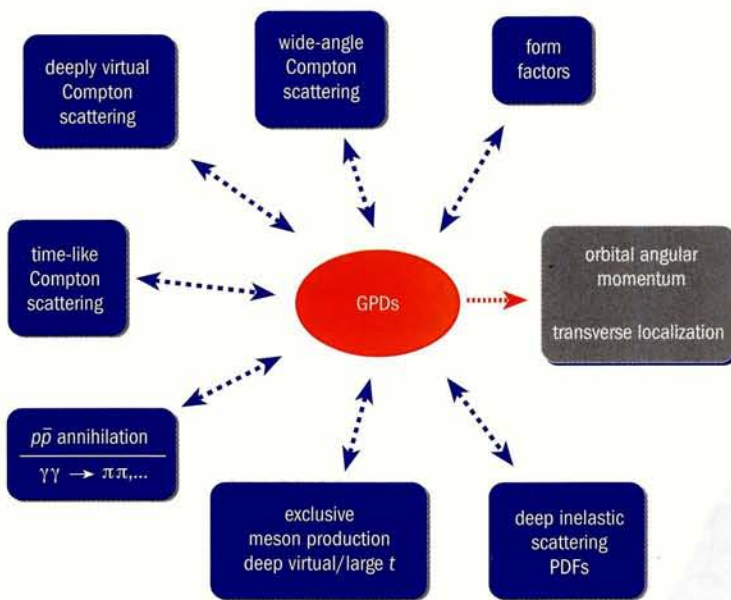 deeply virtual
Compton
scattering
wide-angle
Compton
scattering
form
factors
time-like
Compton
scattering
GPDs
orbital angular
momentum
transverse localization
pp̄ annihilation
γγ → ππ,...
exclusive
meson production
deep virtual/large t
deep inelastic
scattering
PDFs